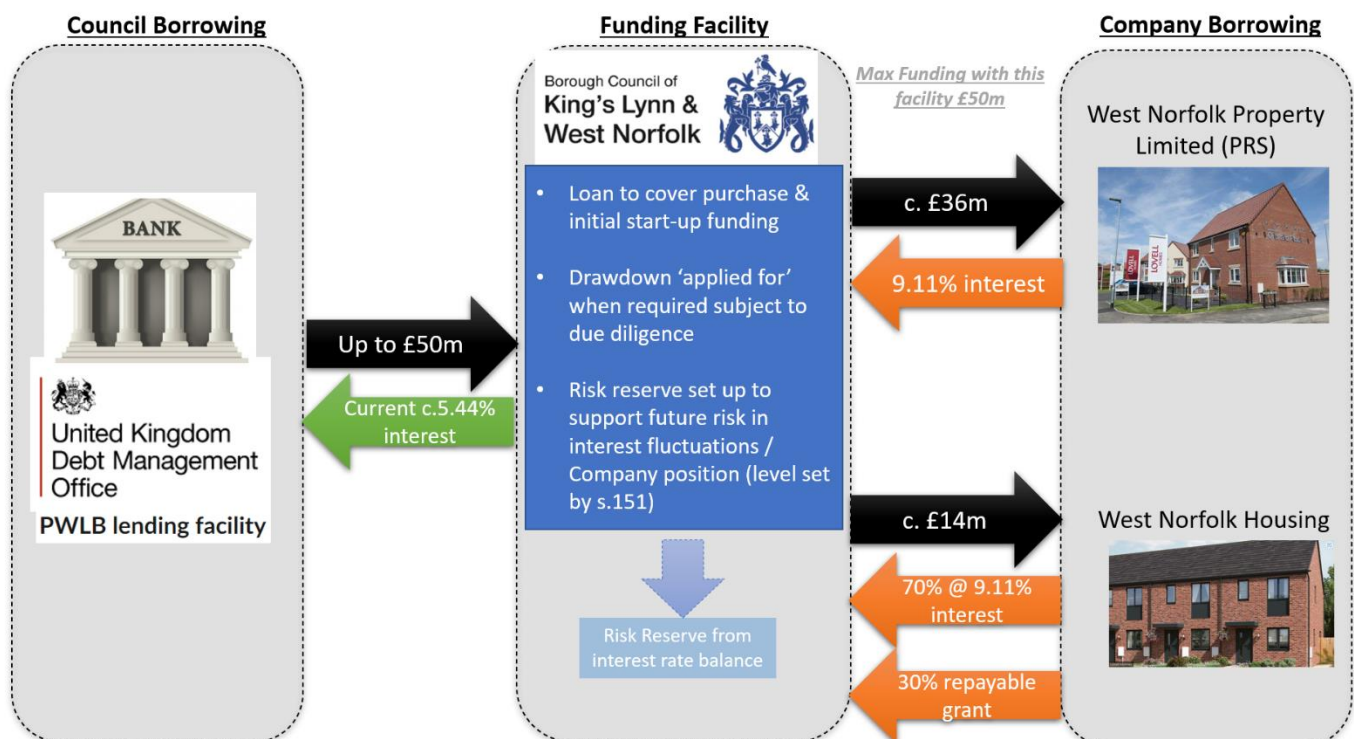 Council Borrowing
BANK
United Kingdom
Debt Management
Office
PWLB lending facility
Up to £50m
Current c.5.44%
interest
Funding Facility
Borough Council of
King's Lynn &
West Norfolk
• Loan to cover purchase &
initial start-up funding
• Drawdown ‘applied for’
when required subject to
due diligence
• Risk reserve set up to
support future risk in
interest fluctuations /
Company position (level set
by s.151)
Risk Reserve from
interest rate balance
Max Funding with this
facility £50m
c. £36m
9.11% interest
c. £14m
70% @ 9.11%
interest
30% repayable
grant
Company Borrowing
West Norfolk Property
Limited (PRS)
LOVELL
LOVELL
West Norfolk Housing